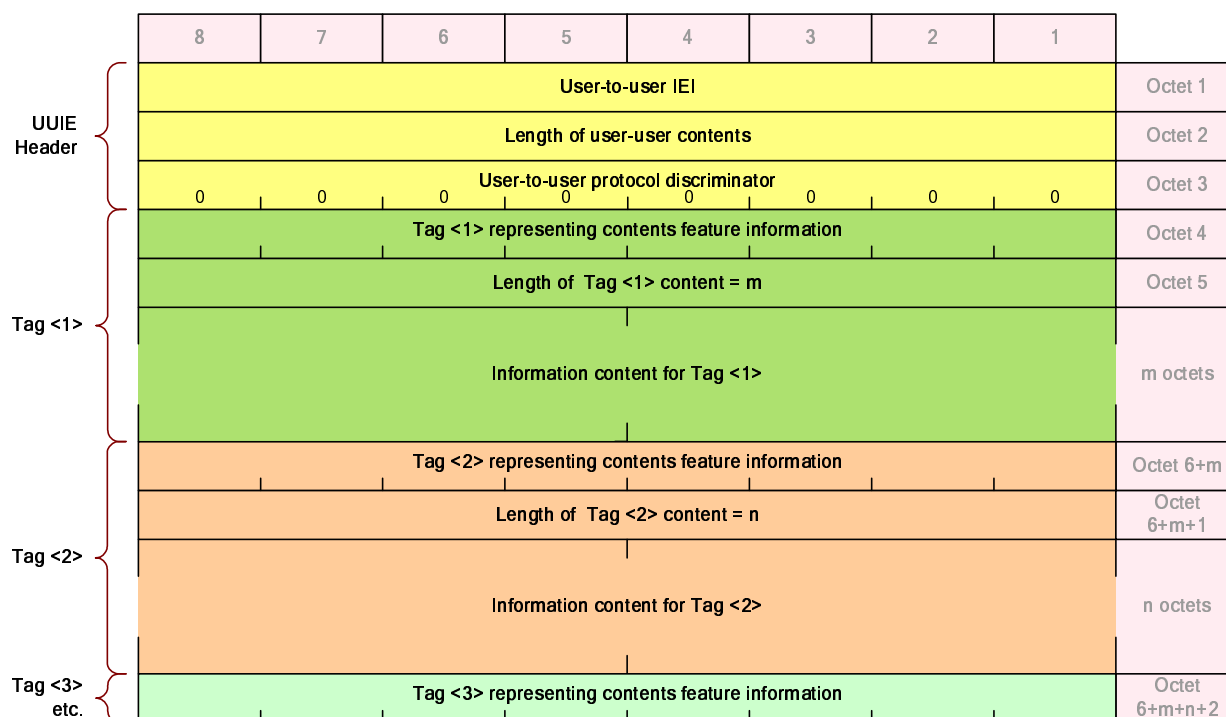 8 7 6 5 4 3 2 1
User-to-user IEI
Octet 1
UUIE
Header
Length of user-user contents
Octet 2
User-to-user protocol discriminator
0 0 0 0 0 0 0 0
Octet 3
Tag <1> representing contents feature information
Octet 4
Length of Tag <1> content = m
Octet 5
Tag <1>
Information content for Tag <1>
m octets
Tag <2> representing contents feature information
Octet 6+m
Length of Tag <2> content = n
Octet
6+m+1
Tag <2>
Information content for Tag <2>
n octets
Tag <3>
etc.
Tag <3> representing contents feature information
Octet
6+m+n+2